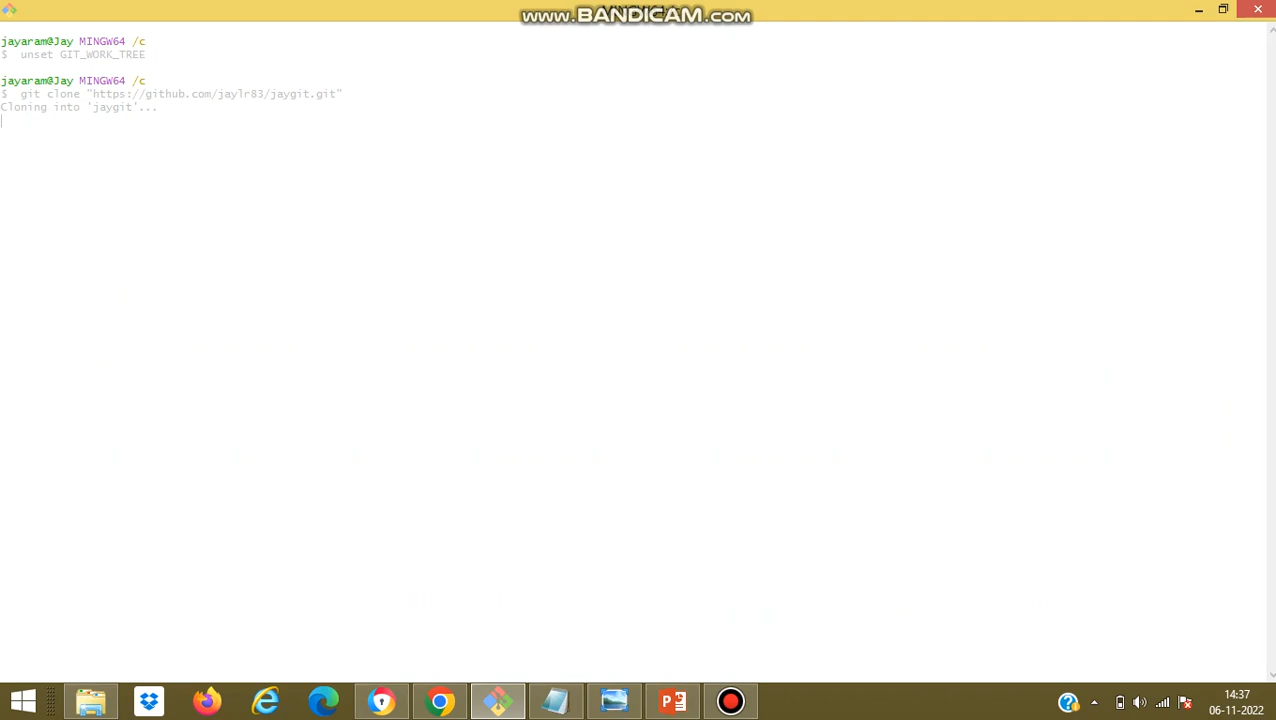 www.BANDICAM.com
jayaram@Jay MINGW64 /c
$ unset GIT_WORK_TREE
jayaram@Jay MINGW64 /c
$ git clone "https://github.com/jaylr83/jaygit.git"
Cloning into 'jaygit'...
14:37
06-11-2022